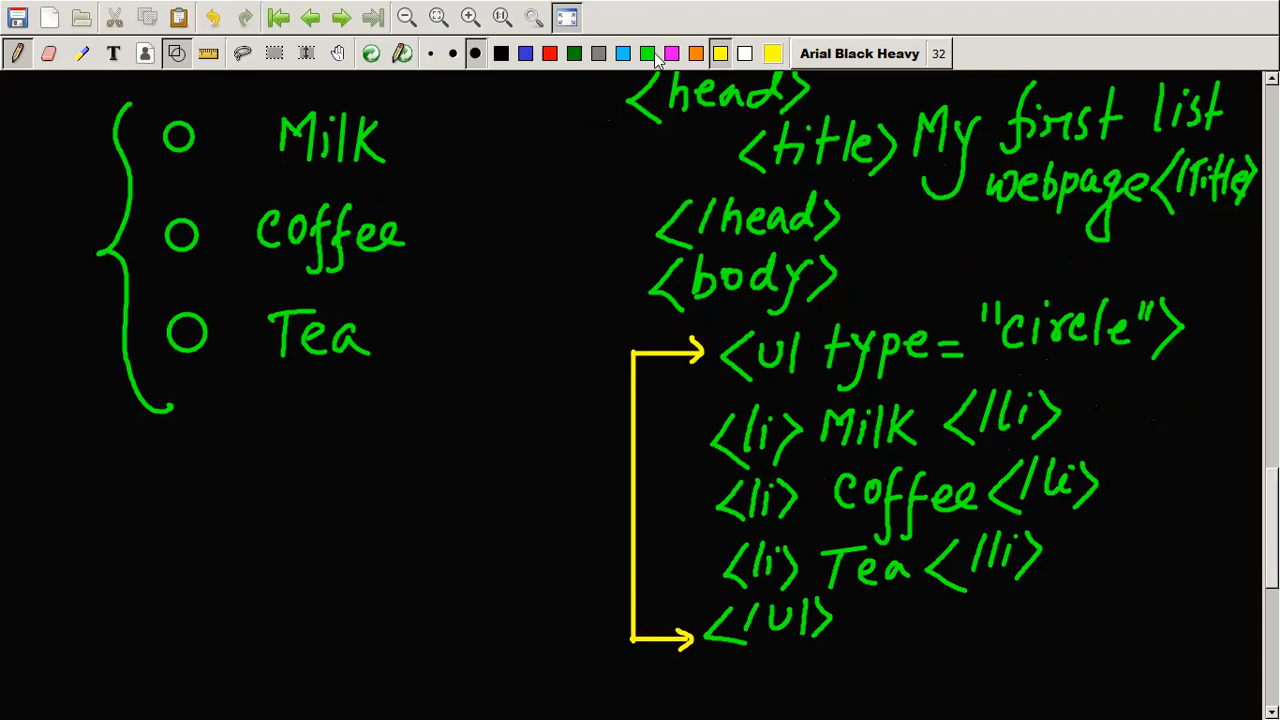 Arial Black Heavy 32
O Milk
O Coffee
O Tea
<head>
<title> My first list
webpage</Title>
</head>
<body>
<ul type= "circle">
<li> Milk </li>
<li> Coffee </li>
<li> Tea </li>
</ul>